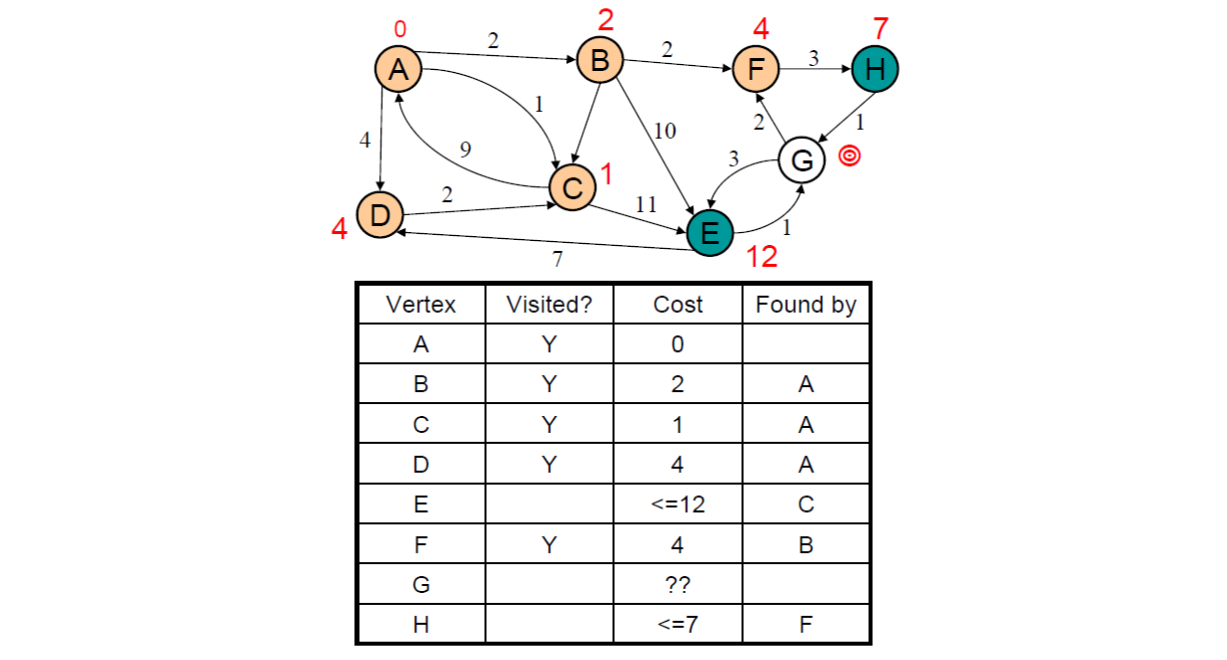 0 2 4 7
A 2 B 2 F 3 H
4 1 9 10 2 1
G
3
C 1
D 2 11 E 1
4 7 12
Vertex Visited? Cost Found by
A Y 0
B Y 2 A
C Y 1 A
D Y 4 A
E <=12 C
F Y 4 B
G ??
H <=7 F